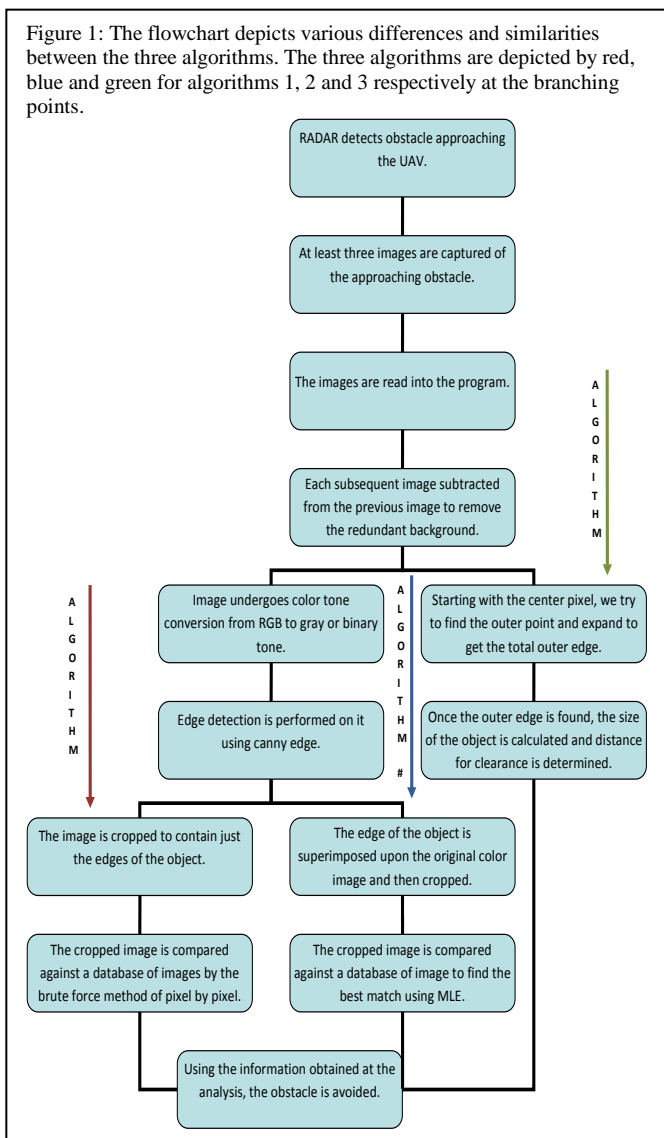 Figure 1: The flowchart depicts various differences and similarities
between the three algorithms. The three algorithms are depicted by red,
blue and green for algorithms 1, 2 and 3 respectively at the branching
points.
RADAR detects obstacle approaching
the UAV.
At least three images are captured of
the approaching obstacle.
The images are read into the program.
ALGORITHM
Each subsequent image subtracted
from the previous image to remove
the redundant background.
ALGORITHM
Image undergoes color tone
conversion from RGB to gray or binary
tone.
Edge detection is performed on it
using canny edge.
ALGORITHM #
Starting with the center pixel, we try
to find the outer point and expand to
get the total outer edge.
Once the outer edge is found, the size
of the object is calculated and distance
for clearance is determined.
The image is cropped to contain just
the edges of the object.
The edge of the object is
superimposed upon the original color
image and then cropped.
The cropped image is compared
against a database of images by the
brute force method of pixel by pixel.
The cropped image is compared
against a database of image to find the
best match using MLE.
Using the information obtained at the
analysis, the obstacle is avoided.